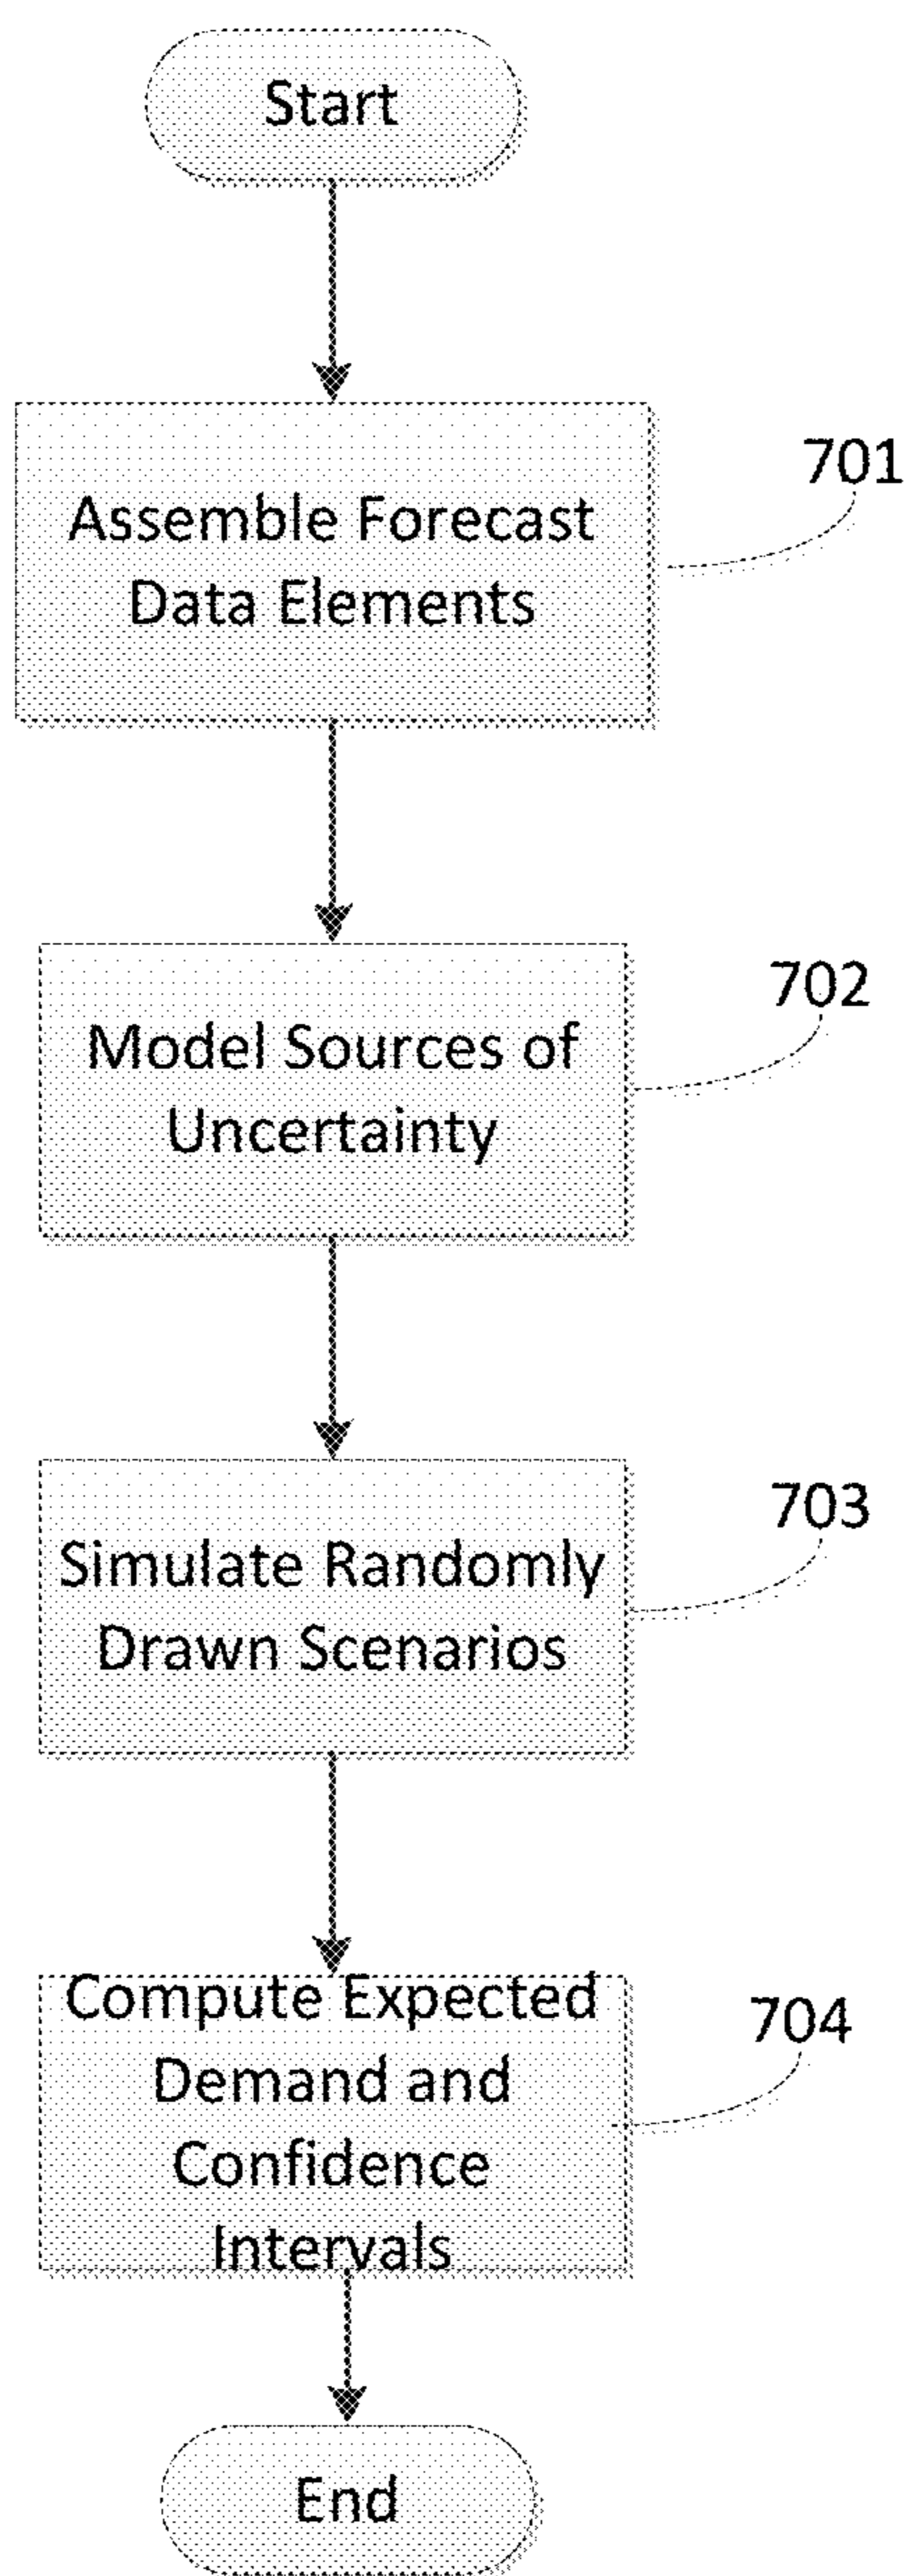 Start
701
Assemble Forecast
Data Elements
702
Model Sources of
Uncertainty
703
Simulate Randomly
Drawn Scenarios
704
Compute Expected
Demand and
Confidence
Intervals
End